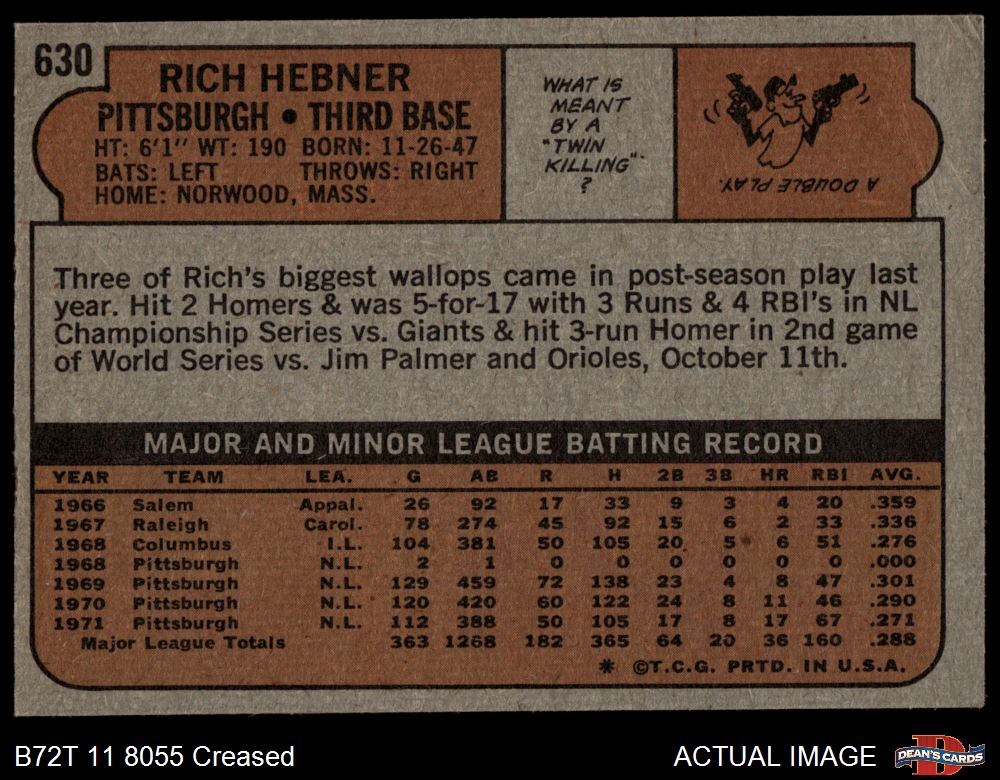 630
RICH HEBNER
PITTSBURGH • THIRD BASE
HT: 6'1" WT: 190 BORN: 11-26-47
BATS: LEFT THROWS: RIGHT
HOME: NORWOOD, MASS.
WHAT IS
MEANT
BY A
"TWIN
KILLING"
?
A DOUBLE PLAY.
Three of Rich's biggest wallops came in post-season play last
year. Hit 2 Homers & was 5-for-17 with 3 Runs & 4 RBI's in NL
Championship Series vs. Giants & hit 3-run Homer in 2nd game
of World Series vs. Jim Palmer and Orioles, October 11th.
MAJOR AND MINOR LEAGUE BATTING RECORD
YEAR TEAM LEA. G AB R H 2B 3B HR RBI AVG.
1966 Salem Appal. 26 92 17 33 9 3 4 20 .359
1967 Raleigh Carol. 78 274 45 92 15 6 2 33 .336
1968 Columbus I.L. 104 381 50 105 20 5 6 51 .276
1968 Pittsburgh N.L. 2 1 0 0 0 0 0 0 .000
1969 Pittsburgh N.L. 129 459 72 138 23 4 8 47 .301
1970 Pittsburgh N.L. 120 420 60 122 24 8 11 46 .290
1971 Pittsburgh N.L. 112 388 50 105 17 8 17 67 .271
Major League Totals 363 1268 182 365 64 20 36 160 .288
* ©T.C.G. PRTD. IN U.S.A.
B72T 11 8055 Creased
ACTUAL IMAGE
D
DEAN'S CARDS